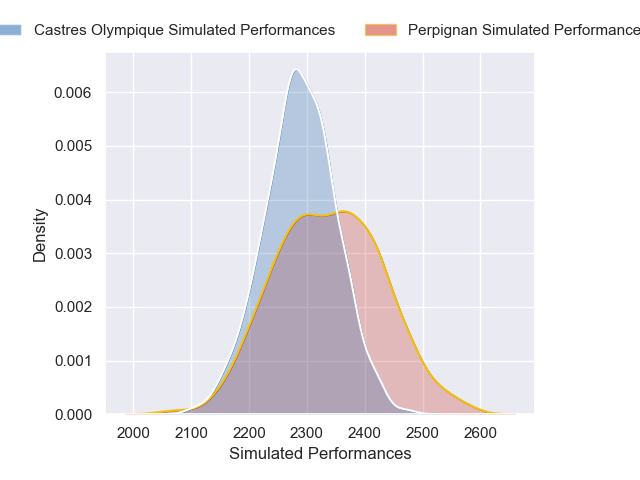 Castres Olympique Simulated Performances
Perpignan Simulated Performance
0.006
0.005
0.004
0.003
0.002
0.001
0.000
Density
2000 2100 2200 2300 2400 2500 2600
Simulated Performances